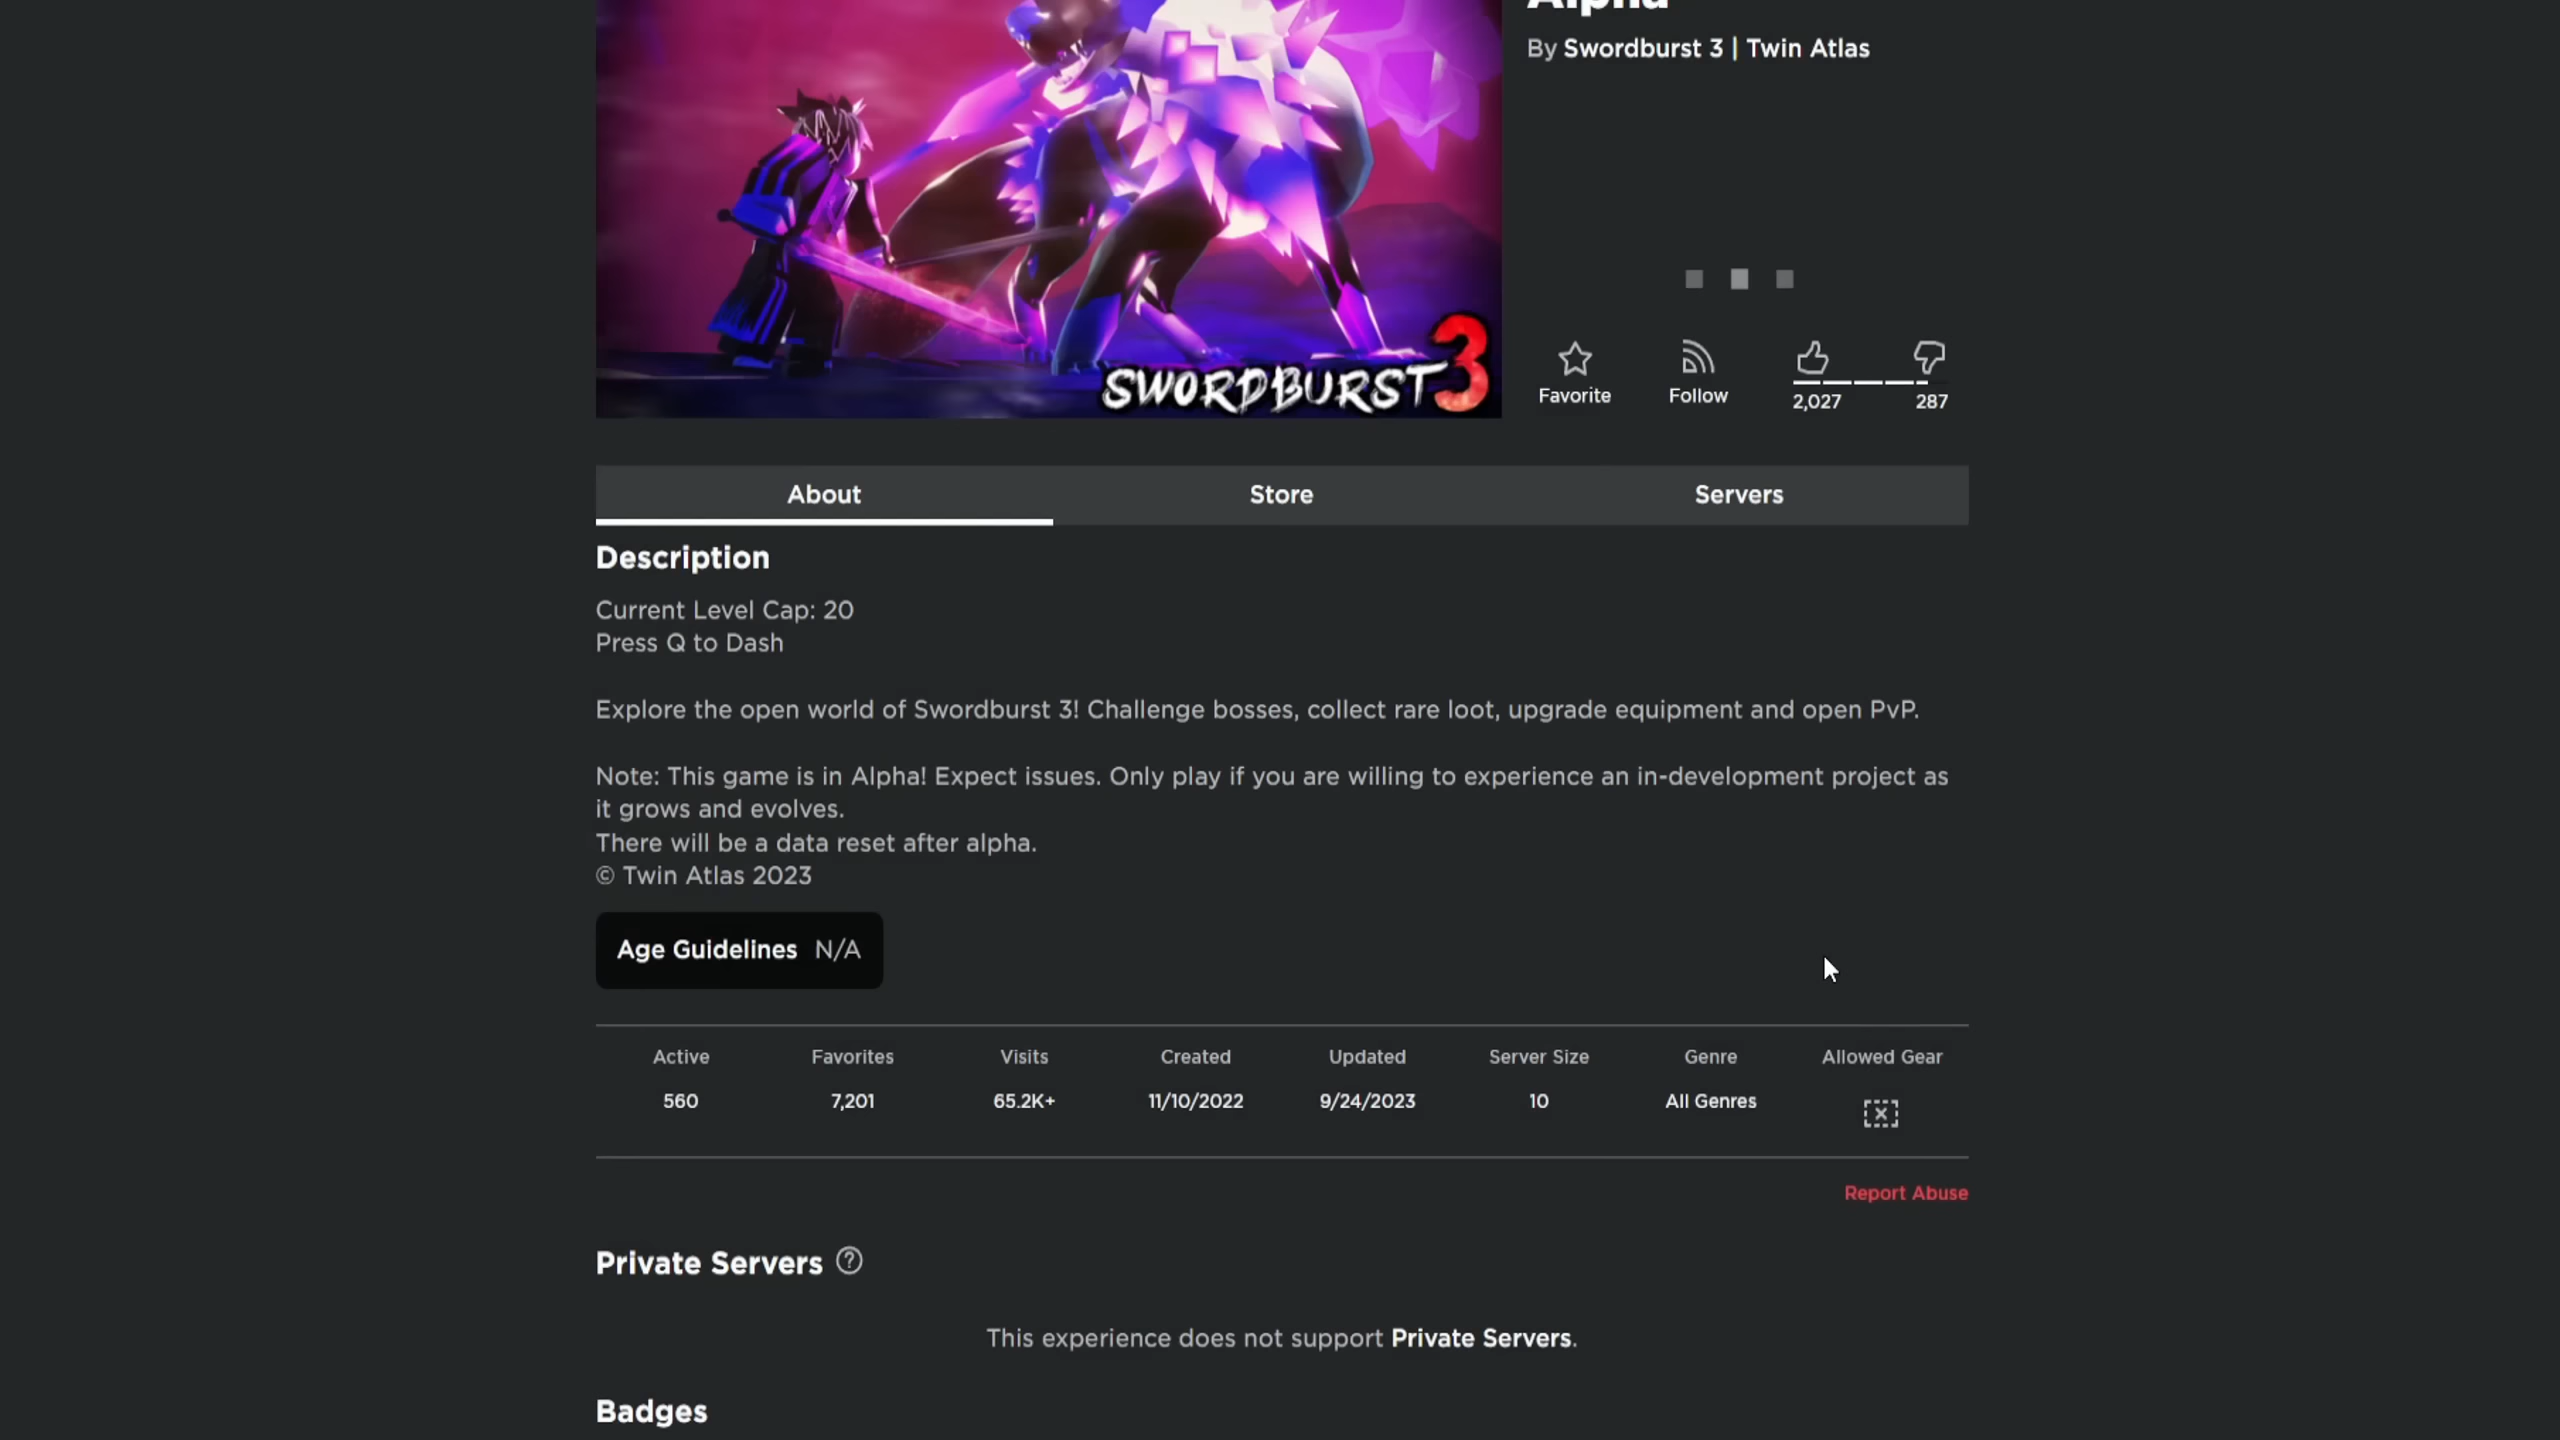 Alpha
By Swordburst 3 | Twin Atlas
SWORDBURST 3
Favorite
Follow
2,027
287
About
Store
Servers
Description
Current Level Cap: 20
Press Q to Dash
Explore the open world of Swordburst 3! Challenge bosses, collect rare loot, upgrade equipment and open PvP.
Note: This game is in Alpha! Expect issues. Only play if you are willing to experience an in-development project as
it grows and evolves.
There will be a data reset after alpha.
© Twin Atlas 2023
Age Guidelines N/A
Active Favorites Visits Created Updated Server Size Genre Allowed Gear
560 7,201 65.2K+ 11/10/2022 9/24/2023 10 All Genres
Report Abuse
Private Servers
This experience does not support Private Servers.
Badges